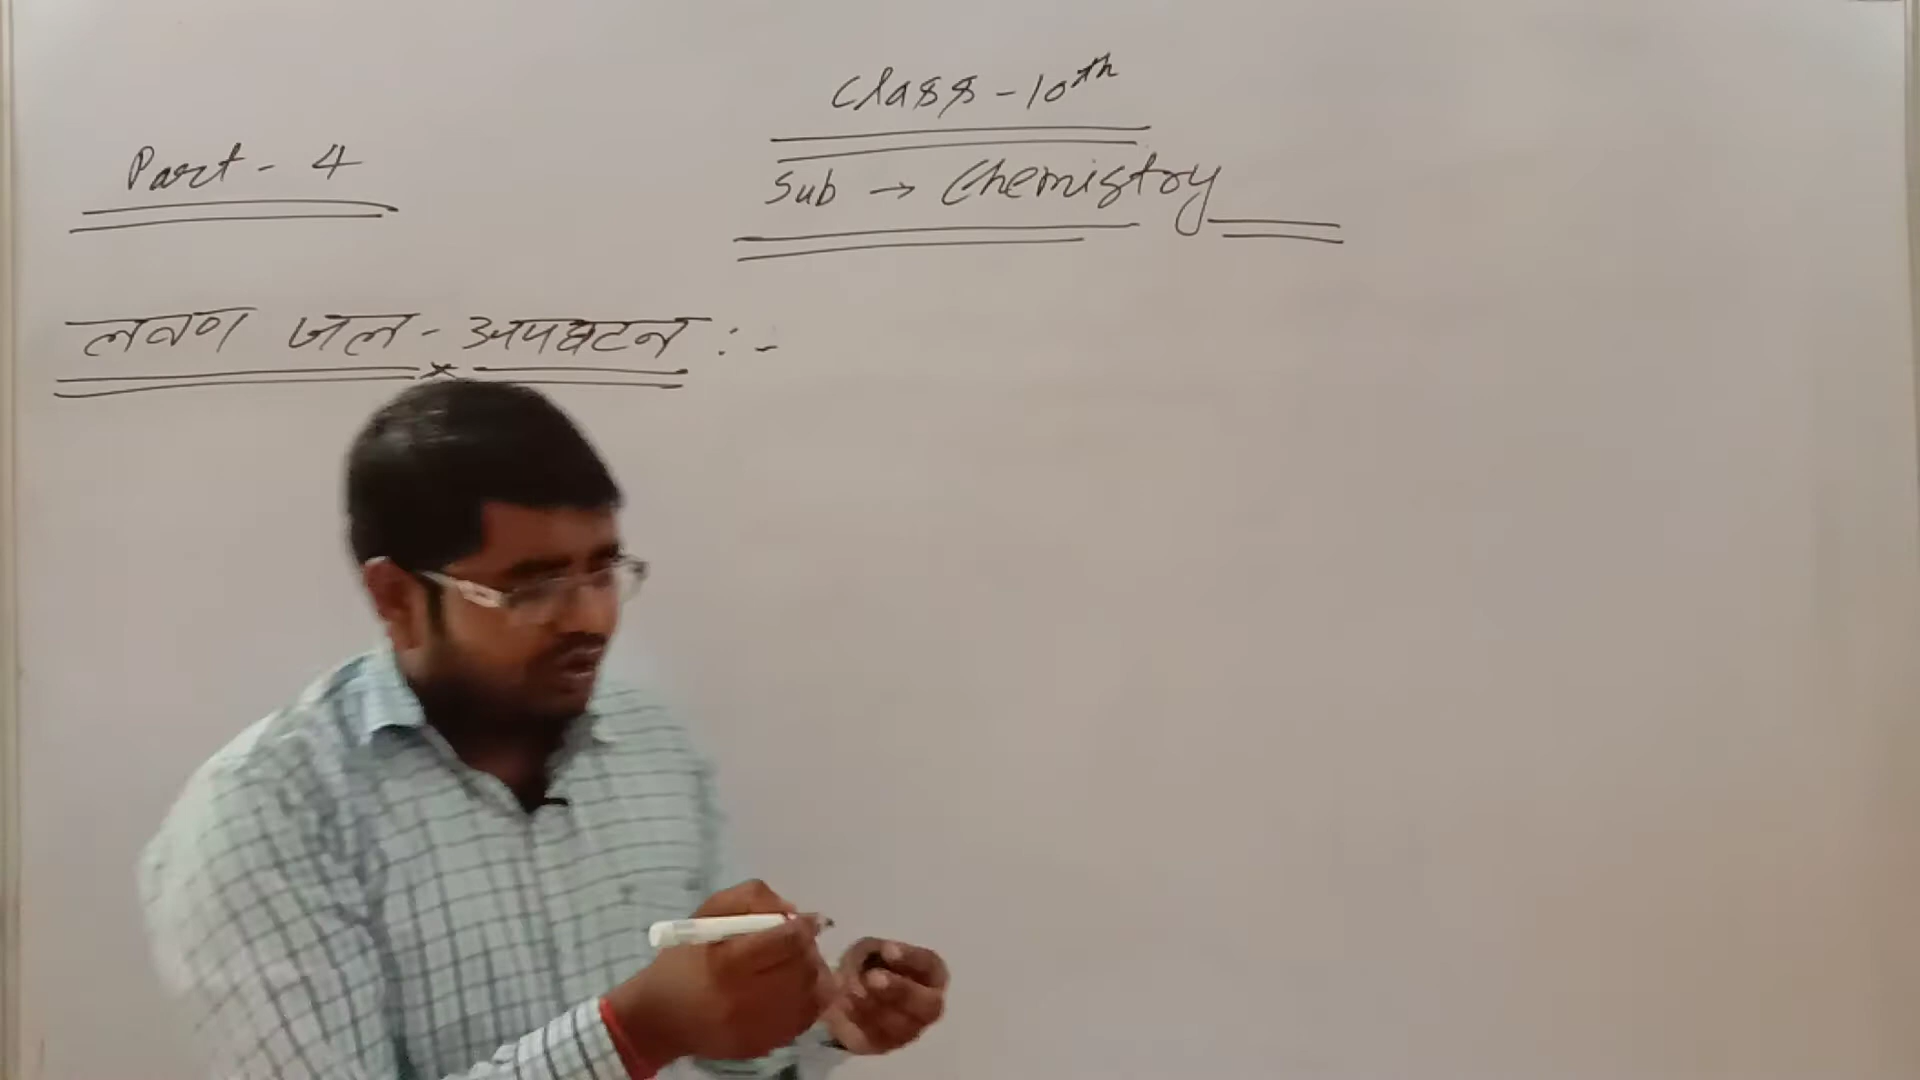 Class - 10th
Part - 4
Sub → Chemistry
लवण जल - अपघटन :-